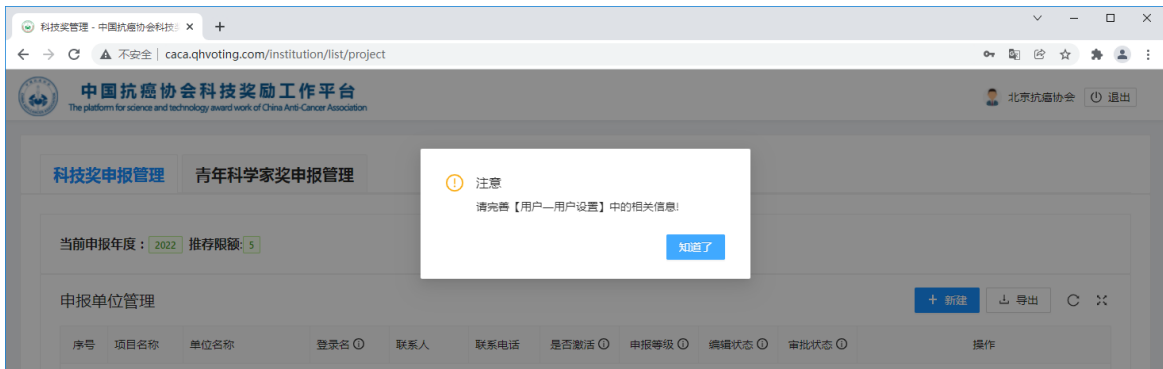 科技奖管理 - 中国抗癌协会科技
不安全 | caca.qhvoting.com/institution/list/project
中国抗癌协会科技奖励工作平台
The platform for science and technology award work of China Anti-Cancer Association
北京抗癌协会 退出
科技奖申报管理 青年科学家奖申报管理
注意
请完善【用户—用户设置】中的相关信息!
知道了
当前申报年度： 2022 推荐限额: 5
申报单位管理
+ 新建 导出
序号 项目名称 单位名称 登录名 联系人 联系电话 是否激活 申报等级 编辑状态 审批状态 操作